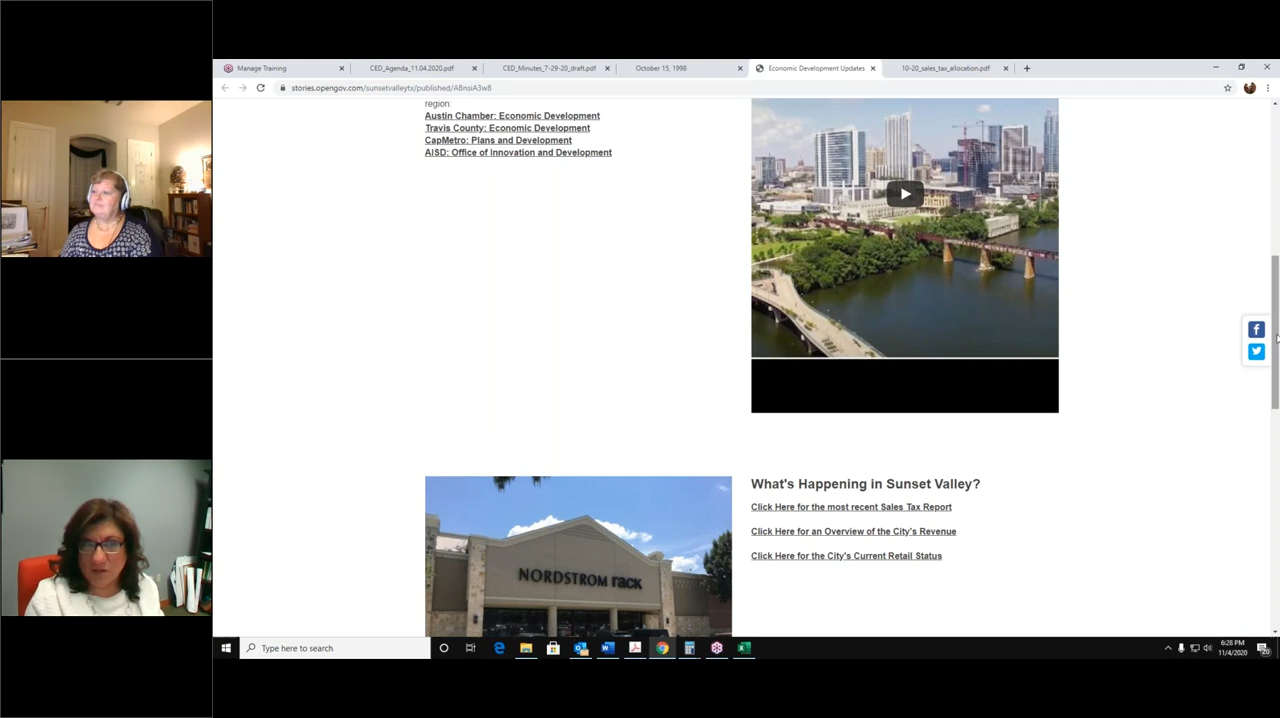 Manage Training
CED_Agenda_11.04.2020.pdf
CED_Minutes_7-29-20_draft.pdf
October 15, 1998
Economic Development Updates
10-20_sales_tax_allocation.pdf
stories.opengov.com/sunsetvalleytx/published/ABnsiA3w8
region:
Austin Chamber: Economic Development
Travis County: Economic Development
CapMetro: Plans and Development
AISD: Office of Innovation and Development
What's Happening in Sunset Valley?
Click Here for the most recent Sales Tax Report
Click Here for an Overview of the City's Revenue
Click Here for the City's Current Retail Status
NORDSTROM rack
Type here to search
6:28 PM
11/4/2020
20